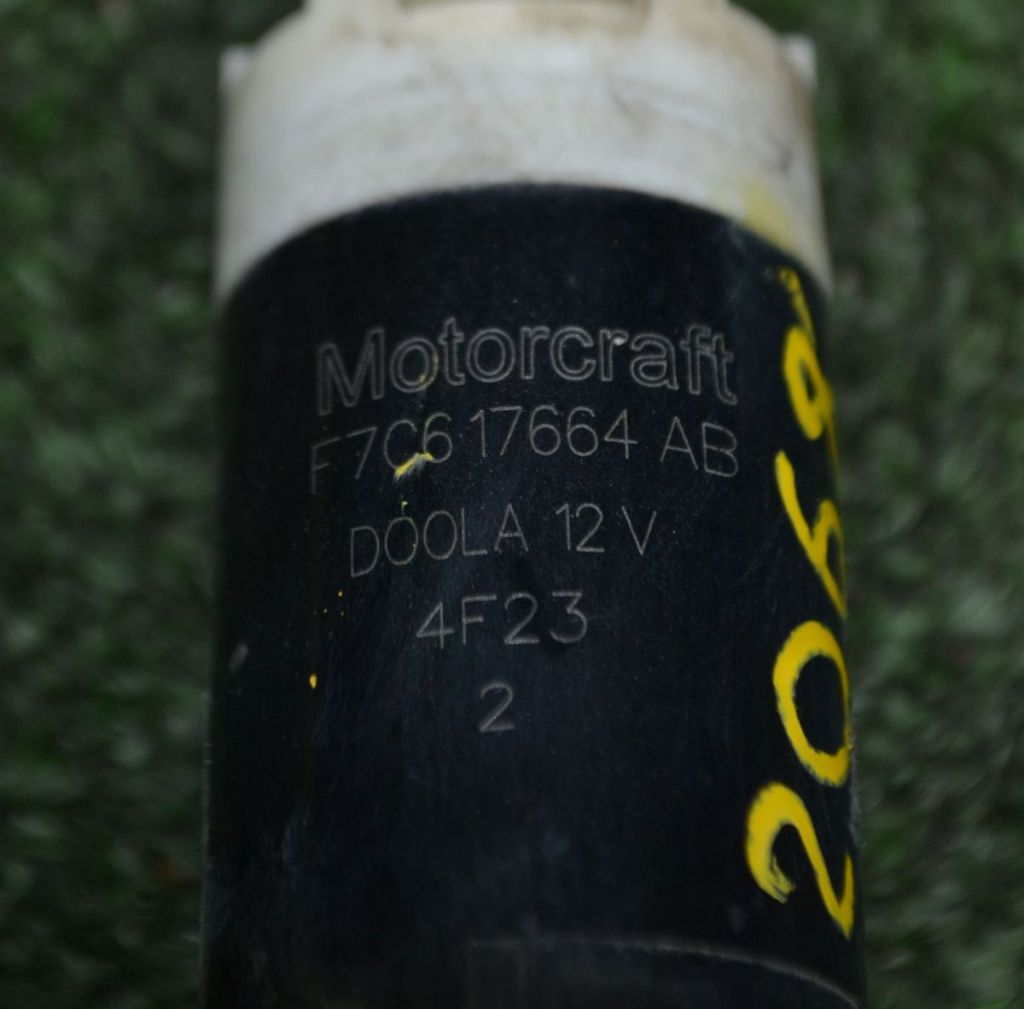 Motorcraft
F7C6 17664 AB
DOOLA 12 V
4F23
2